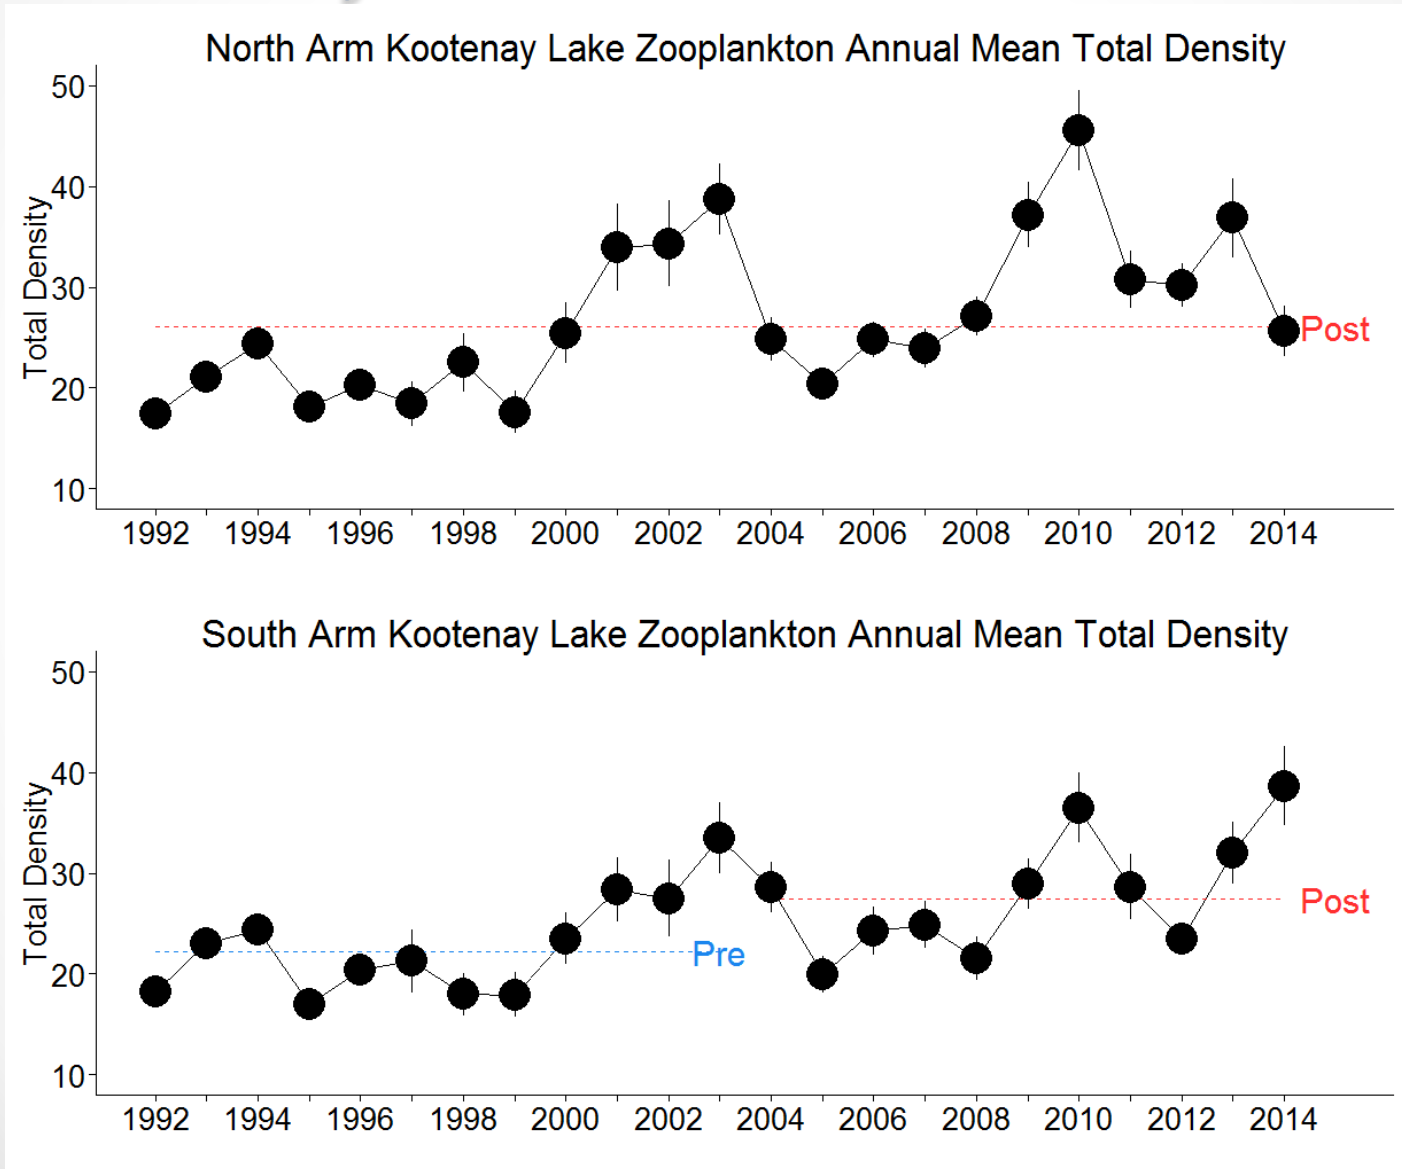 North Arm Kootenay Lake Zooplankton Annual Mean Total Density
50
40
30
20
10
Total Density
Post
1992 1994 1996 1998 2000 2002 2004 2006 2008 2010 2012 2014
South Arm Kootenay Lake Zooplankton Annual Mean Total Density
50
40
30
20
10
Total Density
Pre
Post
1992 1994 1996 1998 2000 2002 2004 2006 2008 2010 2012 2014